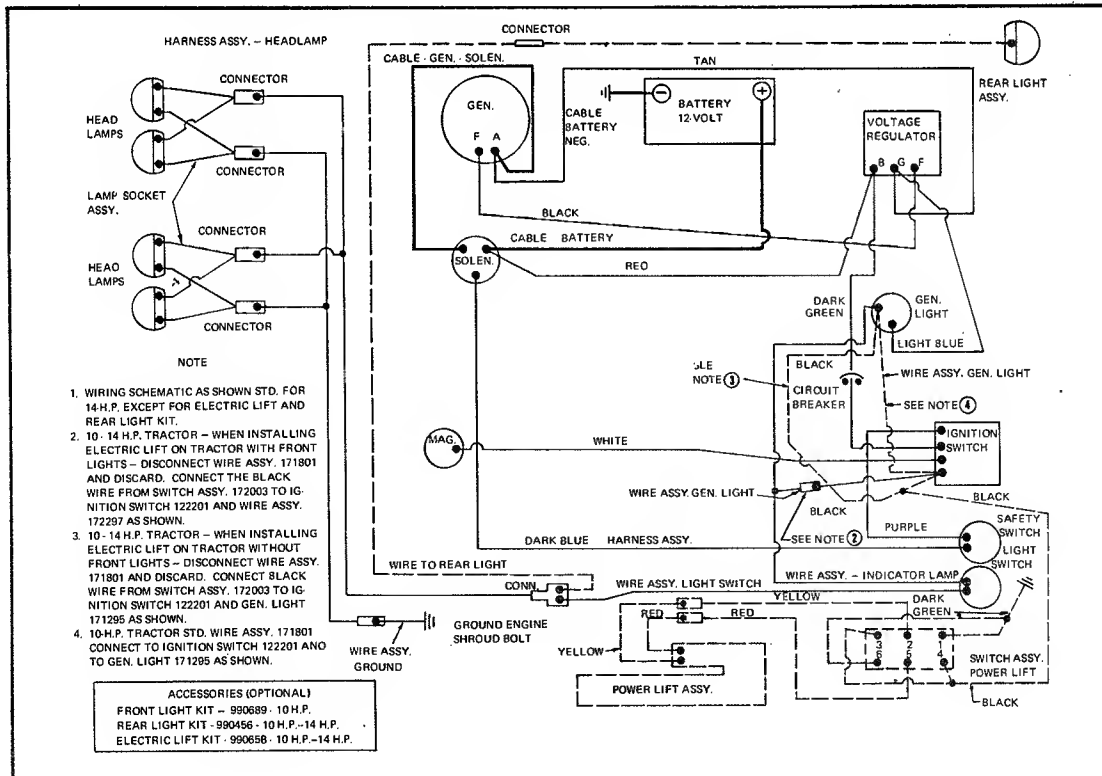 HARNESS ASSY. – HEADLAMP
CONNECTOR
REAR LIGHT
ASSY.
CABLE - GEN. - SOLEN.
TAN
CONNECTOR
HEAD
LAMPS
CONNECTOR
LAMP SOCKET
ASSY.
CONNECTOR
HEAD
LAMPS
CONNECTOR
GEN.
F A
CABLE
BATTERY
NEG.
BATTERY
12-VOLT
VOLTAGE
REGULATOR
B G F
BLACK
CABLE BATTERY
SOLEN.
RED
DARK
GREEN
GEN.
LIGHT
LIGHT BLUE
BLACK
NOTE 3
CIRCUIT
BREAKER
WIRE ASSY. GEN. LIGHT
SEE NOTE 4
MAG.
WHITE
IGNITION
SWITCH
WIRE ASSY. GEN. LIGHT
BLACK
BLACK
SEE NOTE 2
PURPLE
SAFETY
SWITCH
DARK BLUE HARNESS ASSY.
LIGHT
SWITCH
WIRE TO REAR LIGHT
CONN.
WIRE ASSY. LIGHT SWITCH
WIRE ASSY. – INDICATOR LAMP
YELLOW
DARK
GREEN
RED
RED
YELLOW
POWER LIFT ASSY.
3 2 1
6 5 4
SWITCH ASSY.
POWER LIFT
BLACK
GROUND ENGINE
SHROUD BOLT
WIRE ASSY.
GROUND
NOTE
1. WIRING SCHEMATIC AS SHOWN STD. FOR
14-H.P. EXCEPT FOR ELECTRIC LIFT AND
REAR LIGHT KIT.
2. 10 - 14 H.P. TRACTOR – WHEN INSTALLING
ELECTRIC LIFT ON TRACTOR WITH FRONT
LIGHTS – DISCONNECT WIRE ASSY. 171801
AND DISCARD. CONNECT THE BLACK
WIRE FROM SWITCH ASSY. 172003 TO IG-
NITION SWITCH 122201 AND WIRE ASSY.
172297 AS SHOWN.
3. 10 - 14 H.P. TRACTOR – WHEN INSTALLING
ELECTRIC LIFT ON TRACTOR WITHOUT
FRONT LIGHTS – DISCONNECT WIRE ASSY.
171801 AND DISCARD. CONNECT BLACK
WIRE FROM SWITCH ASSY. 172003 TO IG-
NITION SWITCH 122201 AND GEN. LIGHT
171295 AS SHOWN.
4. 10-H.P. TRACTOR STD. WIRE ASSY. 171801
CONNECT TO IGNITION SWITCH 122201 AND
TO GEN. LIGHT 171295 AS SHOWN.
ACCESSORIES (OPTIONAL)
FRONT LIGHT KIT – 990689 - 10 H.P.
REAR LIGHT KIT - 990456 - 10 H.P.--14 H.P.
ELECTRIC LIFT KIT - 990658 - 10 H.P.--14 H.P.